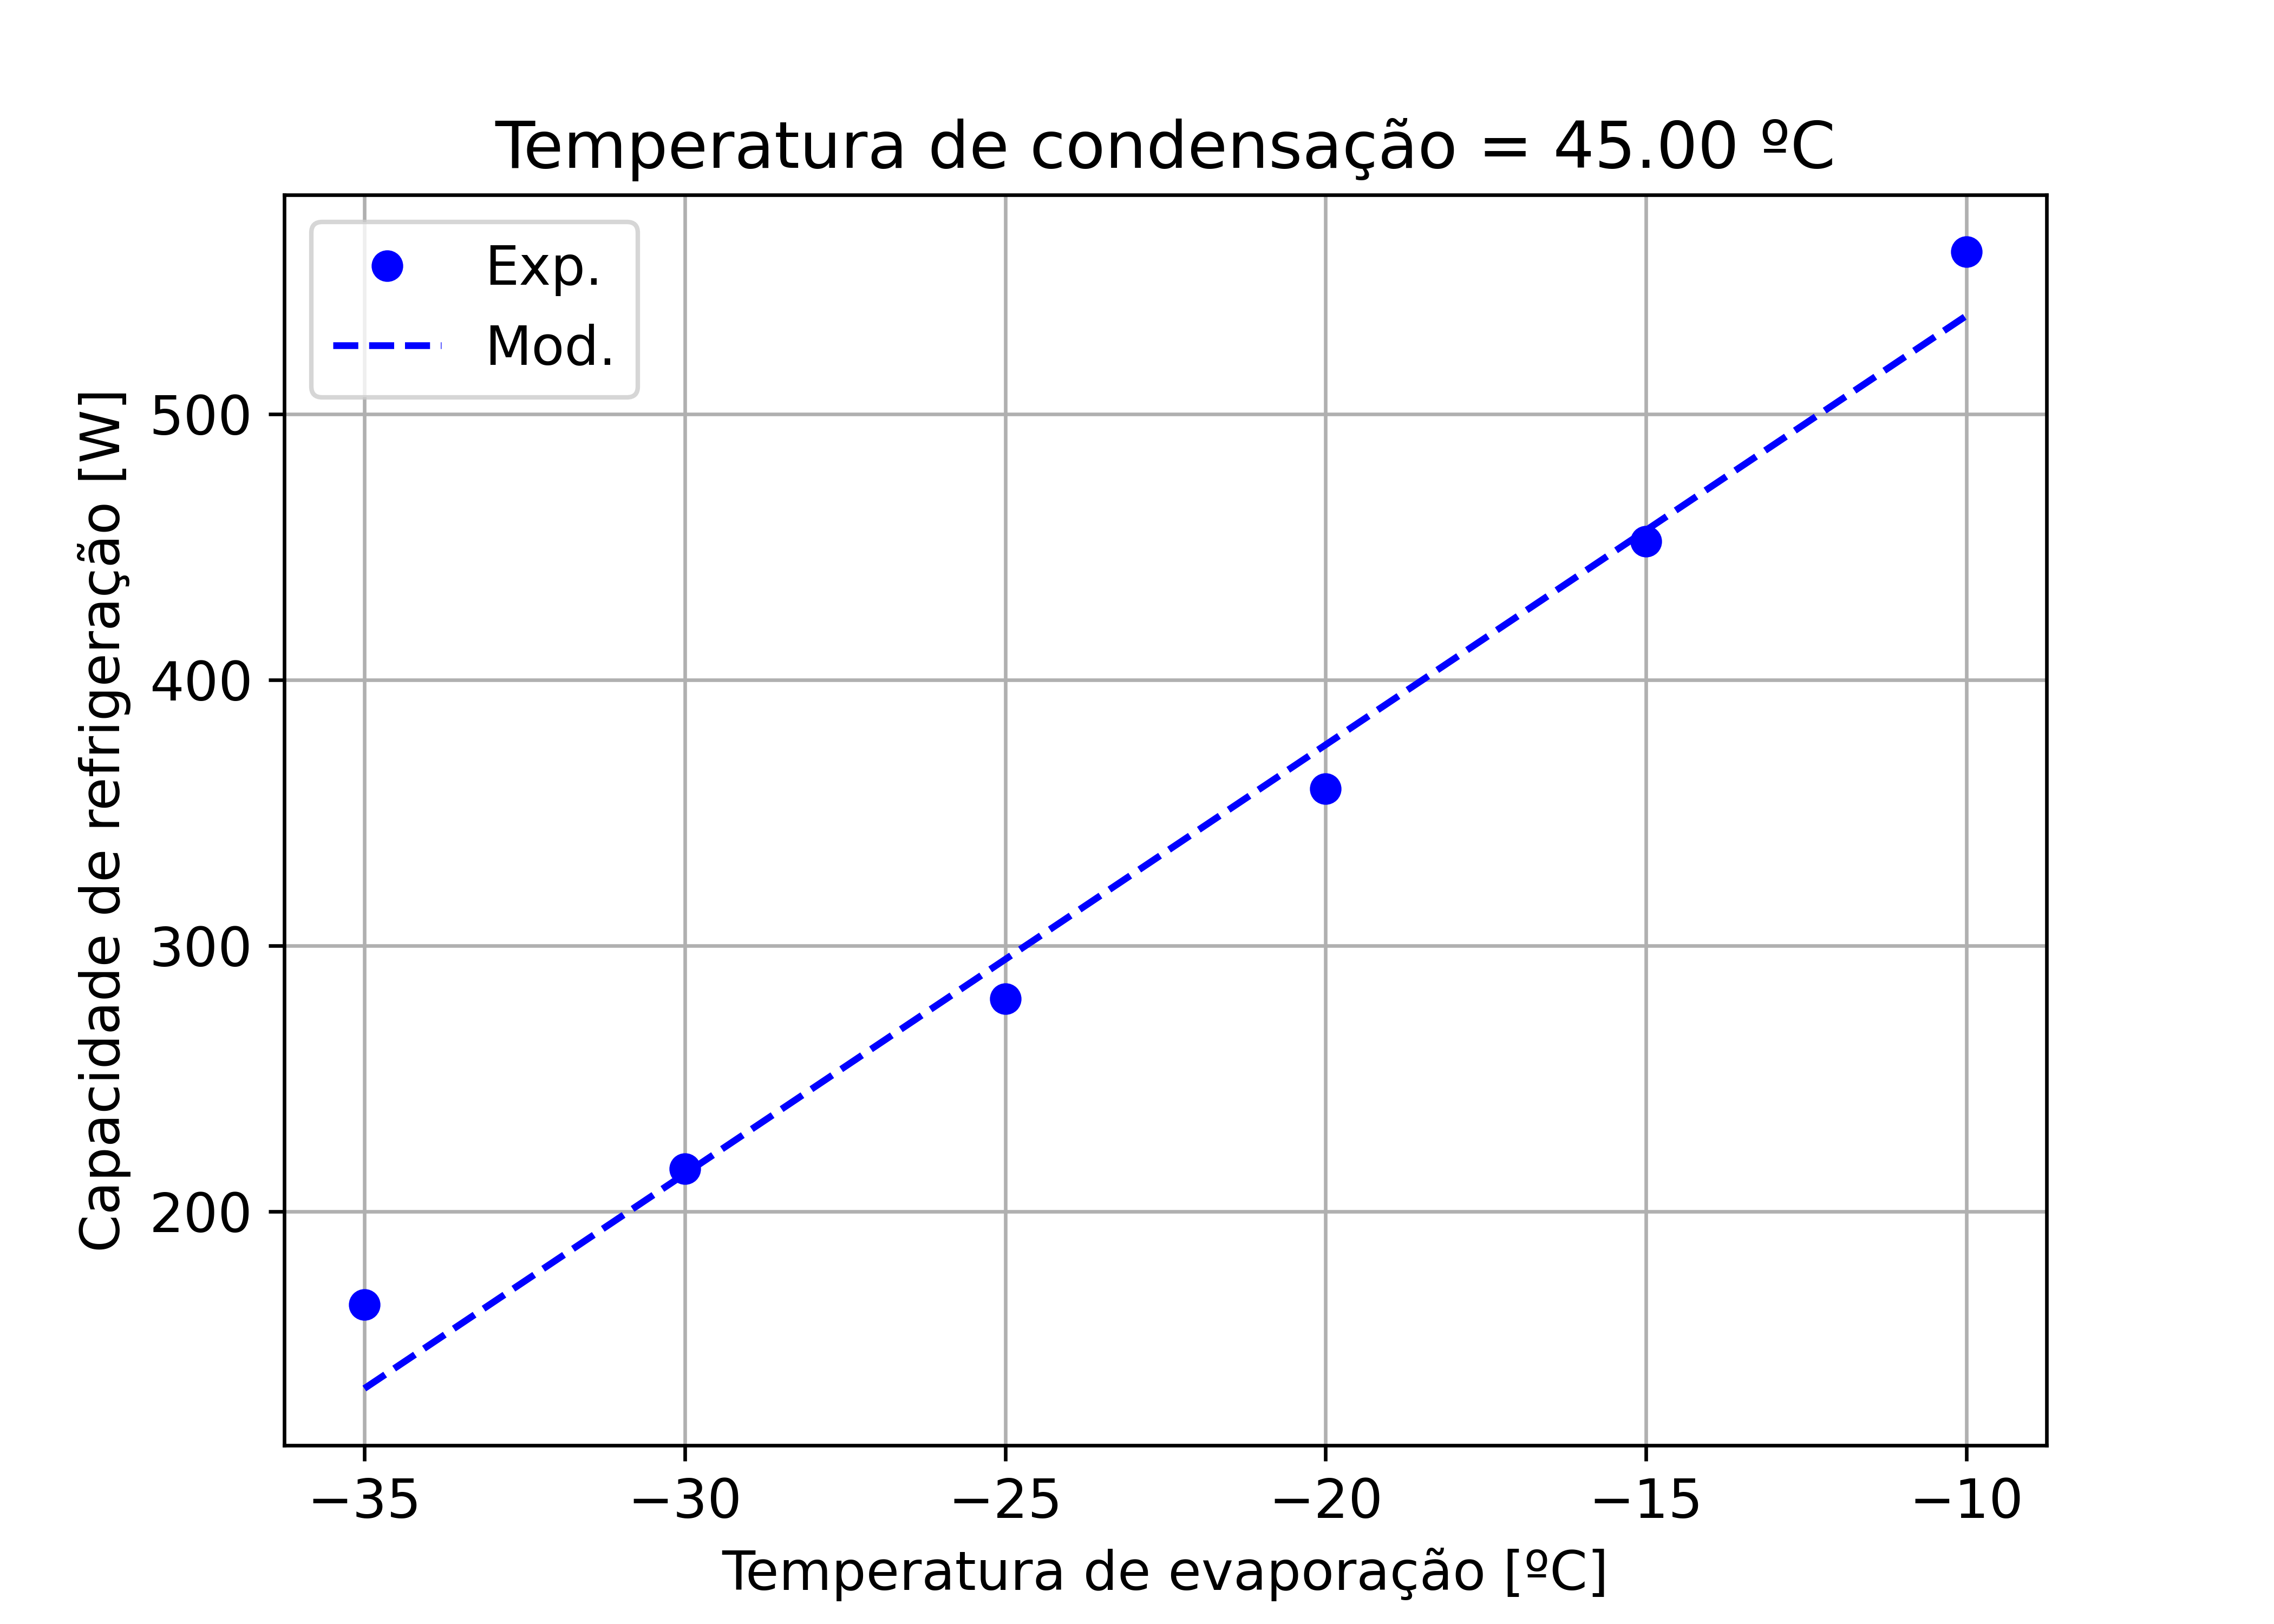 Temperatura de condensação = 45.00 ºC
Exp.
Mod.
Capacidade de refrigeração [W]
500
400
300
200
−35 −30 −25 −20 −15 −10
Temperatura de evaporação [ºC]